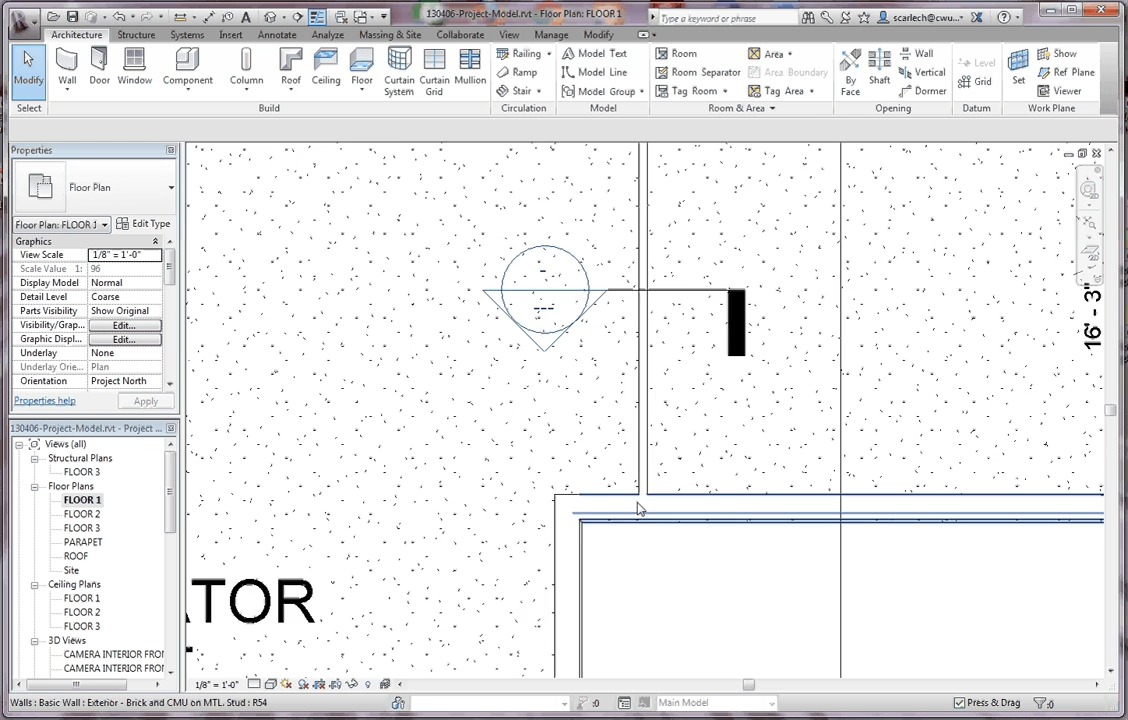 130406-Project-Model.rvt - Floor Plan: FLOOR 1
Type a keyword or phrase
scarlech@cwu...
Architecture Structure Systems Insert Annotate Analyze Massing & Site Collaborate View Manage Modify
Modify Wall Door Window Component Column Roof Ceiling Floor Curtain System Curtain Grid Mullion
Railing
Ramp
Stair
Model Text
Model Line
Model Group
Room
Room Separator
Tag Room
Area
Area Boundary
Tag Area
By Face
Shaft
Wall
Vertical
Dormer
Level
Grid
Set
Show
Ref Plane
Viewer
Select Build Circulation Model Room & Area Opening Datum Work Plane
Properties
Floor Plan
Floor Plan: FLOOR 1
Edit Type
Graphics
View Scale 1/8" = 1'-0"
Scale Value 1: 96
Display Model Normal
Detail Level Coarse
Parts Visibility Show Original
Visibility/Grap... Edit...
Graphic Displ... Edit...
Underlay None
Underlay Orie... Plan
Orientation Project North
Properties help Apply
130406-Project-Model.rvt - Project ...
Views (all)
Structural Plans
FLOOR 3
Floor Plans
FLOOR 1
FLOOR 2
FLOOR 3
PARAPET
ROOF
Site
Ceiling Plans
FLOOR 1
FLOOR 2
FLOOR 3
3D Views
CAMERA INTERIOR FRO
CAMERA INTERIOR FRO
16' - 3"
ATOR
1/8" = 1'-0"
Walls : Basic Wall : Exterior - Brick and CMU on MTL. Stud : R54
:0
Main Model
Press & Drag
:0